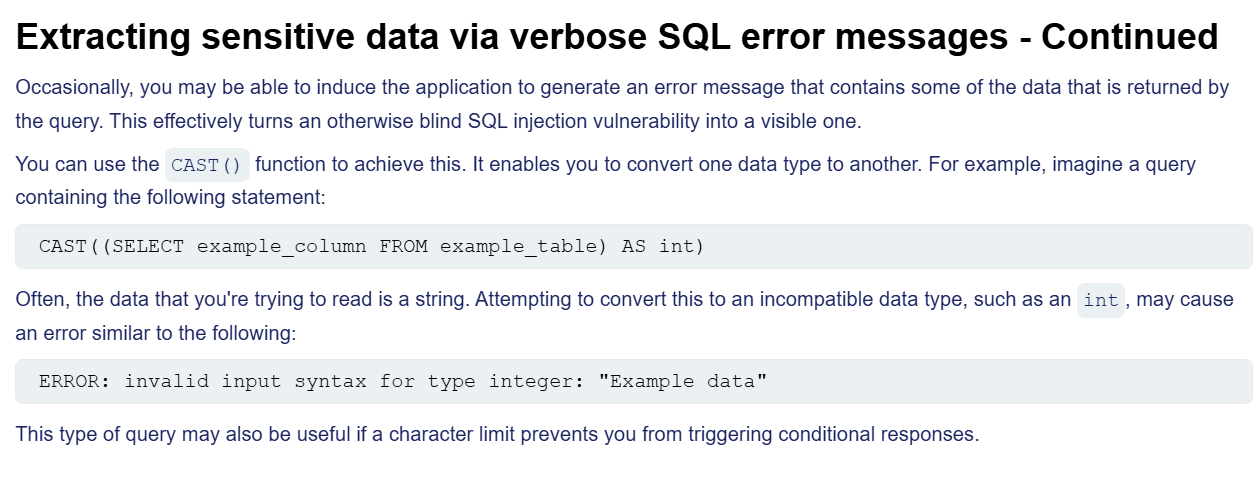 Extracting sensitive data via verbose SQL error messages - Continued
Occasionally, you may be able to induce the application to generate an error message that contains some of the data that is returned by
the query. This effectively turns an otherwise blind SQL injection vulnerability into a visible one.
You can use the CAST() function to achieve this. It enables you to convert one data type to another. For example, imagine a query
containing the following statement:
CAST((SELECT example_column FROM example_table) AS int)
Often, the data that you're trying to read is a string. Attempting to convert this to an incompatible data type, such as an int, may cause
an error similar to the following:
ERROR: invalid input syntax for type integer: "Example data"
This type of query may also be useful if a character limit prevents you from triggering conditional responses.